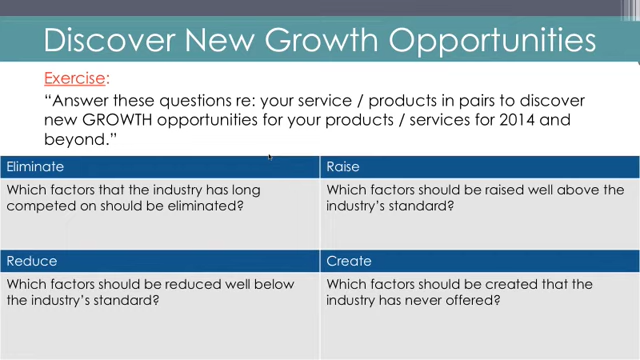 Discover New Growth Opportunities
Exercise:
“Answer these questions re: your service / products in pairs to discover
new GROWTH opportunities for your products / services for 2014 and
beyond.”
Eliminate
Which factors that the industry has long
competed on should be eliminated?
Raise
Which factors should be raised well above the
industry’s standard?
Reduce
Which factors should be reduced well below
the industry’s standard?
Create
Which factors should be created that the
industry has never offered?